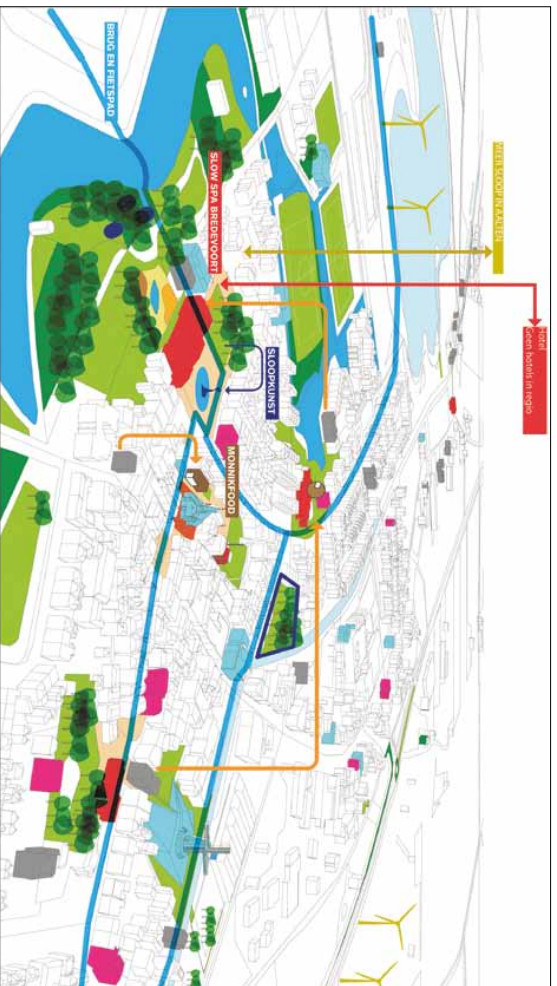 BRUG EN FIETSPAD
SLOW SPA BREDEVOORT
SLOOPKUNST
MONNIKFOOD
MEER SLOOP IN AALTEN
Hotel
Geen hotels in regio